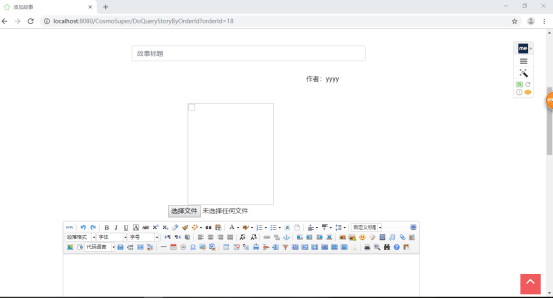 添加故事
localhost:8080/CosmoSuper/DoQueryStoryByOrderId?orderId=18
故事标题
作者：yyyy
选择文件 未选择任何文件
段落格式 字体 字号
自定义标题
代码语言